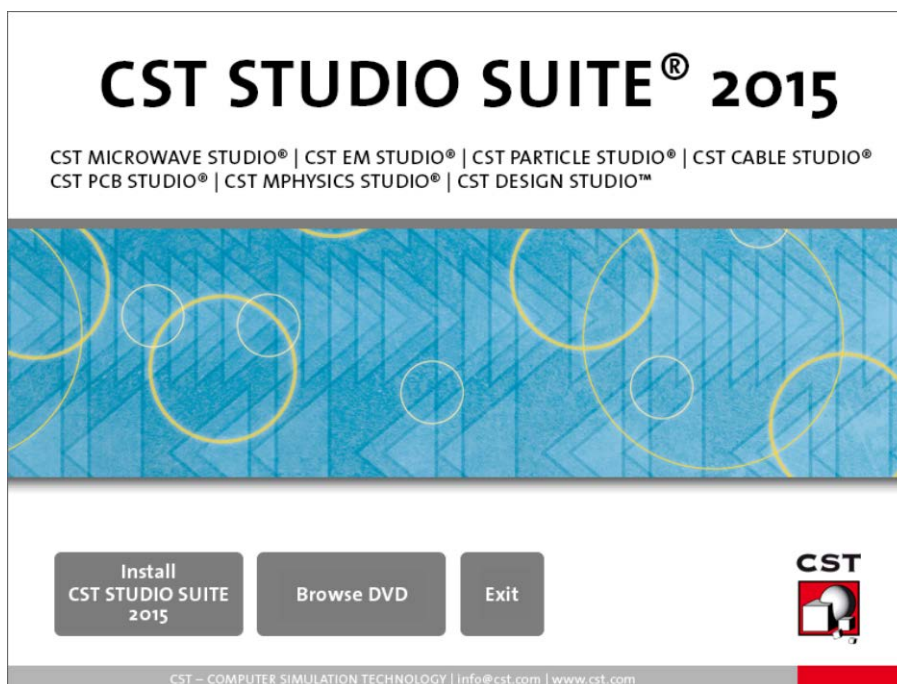 CST STUDIO SUITE® 2015
CST MICROWAVE STUDIO® | CST EM STUDIO® | CST PARTICLE STUDIO® | CST CABLE STUDIO®
CST PCB STUDIO® | CST MPHYSICS STUDIO® | CST DESIGN STUDIO™
Install
CST STUDIO SUITE
2015
Browse DVD
Exit
CST
CST – COMPUTER SIMULATION TECHNOLOGY | info@cst.com | www.cst.com